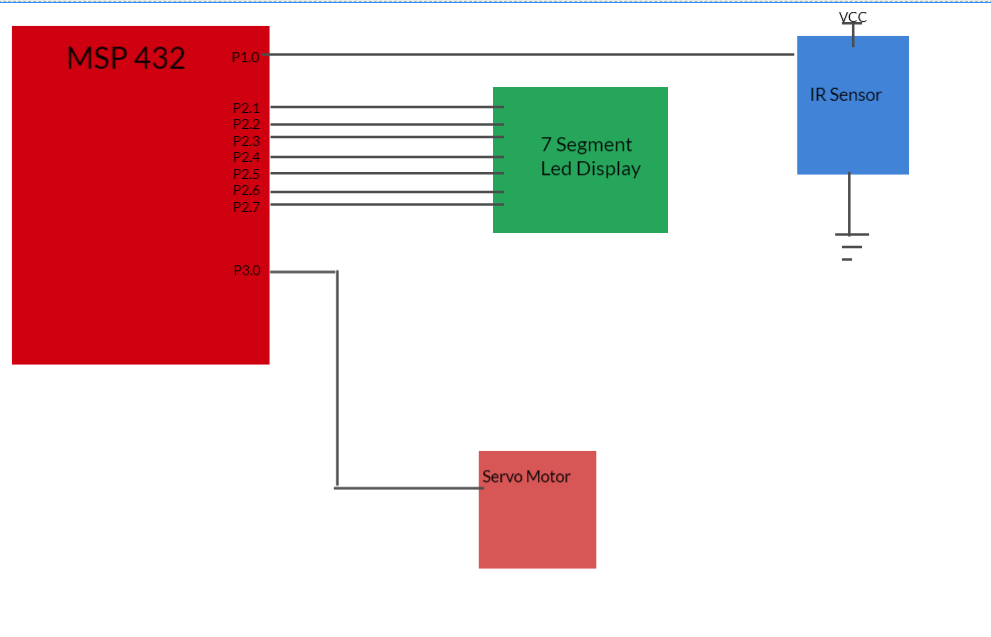 VCC
MSP 432
P1.0
IR Sensor
P2.1
P2.2
P2.3
P2.4
P2.5
P2.6
P2.7
7 Segment
Led Display
P3.0
Servo Motor